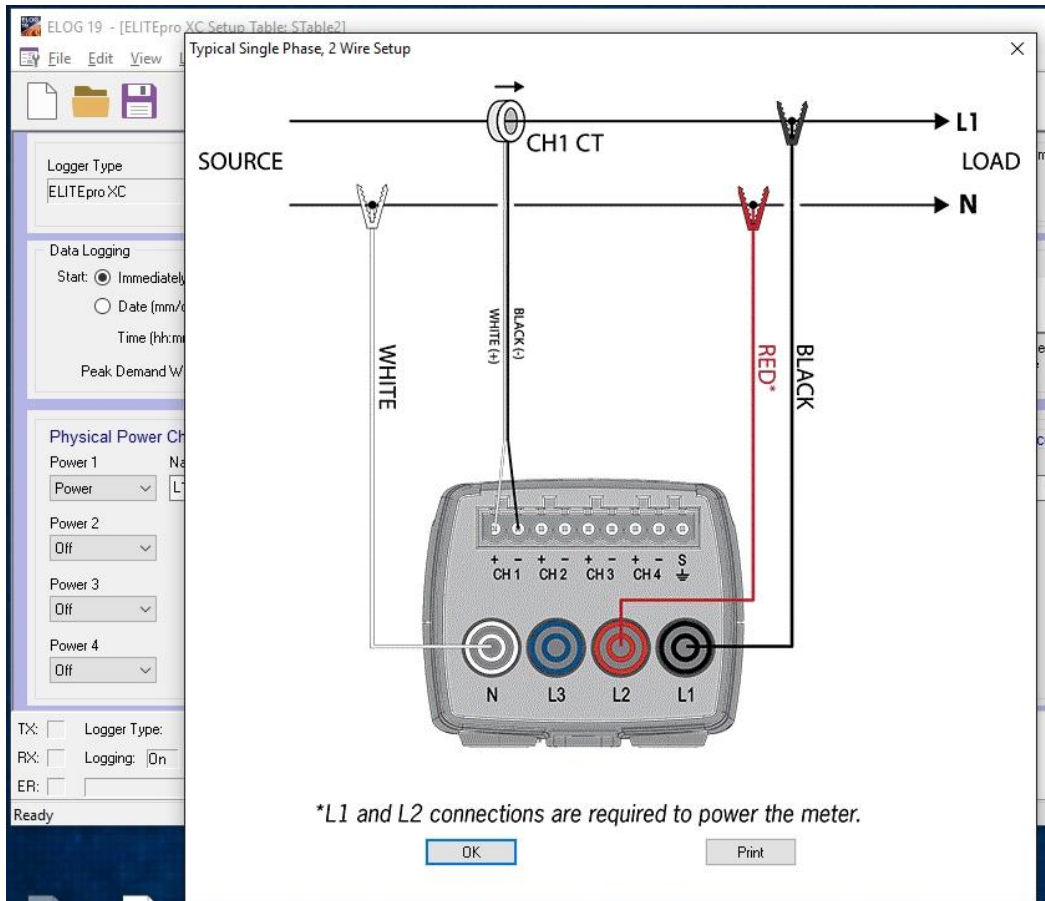 ELOG 19 - [ELITEpro XC Setup Table: STable2]
File Edit View
Typical Single Phase, 2 Wire Setup
Logger Type
ELITEpro XC
Data Logging
Start: Immediately
Date (mm/d
Time (hh:mm
Peak Demand W
Physical Power Ch
Power 1 Na
Power L1
Power 2
Off
Power 3
Off
Power 4
Off
TX: Logger Type:
RX: Logging: On
ER:
Ready
CH1 CT
L1
SOURCE
LOAD
N
WHITE (+)
BLACK (-)
WHITE
RED*
BLACK
+ - + - + - + - S
CH 1 CH 2 CH 3 CH 4
N L3 L2 L1
*L1 and L2 connections are required to power the meter.
OK Print